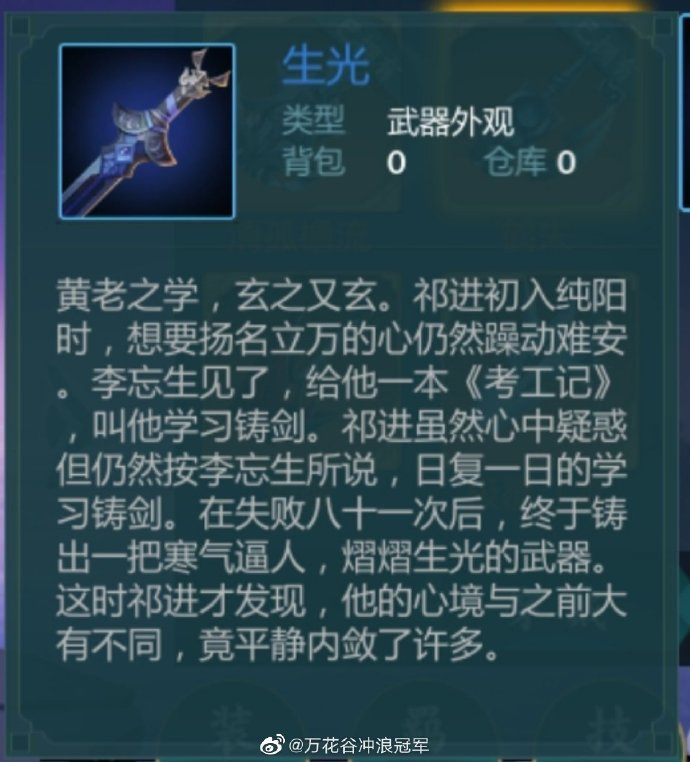 生光
类型 武器外观
背包 0 仓库 0
黄老之学，玄之又玄。祁进初入纯阳
时，想要扬名立万的心仍然躁动难安
。李忘生见了，给他一本《考工记》
，叫他学习铸剑。祁进虽然心中疑惑
但仍然按李忘生所说，日复一日的学
习铸剑。在失败八十一次后，终于铸
出一把寒气逼人，熠熠生光的武器。
这时祁进才发现，他的心境与之前大
有不同，竟平静内敛了许多。
装 羁 技
@万花谷冲浪冠军